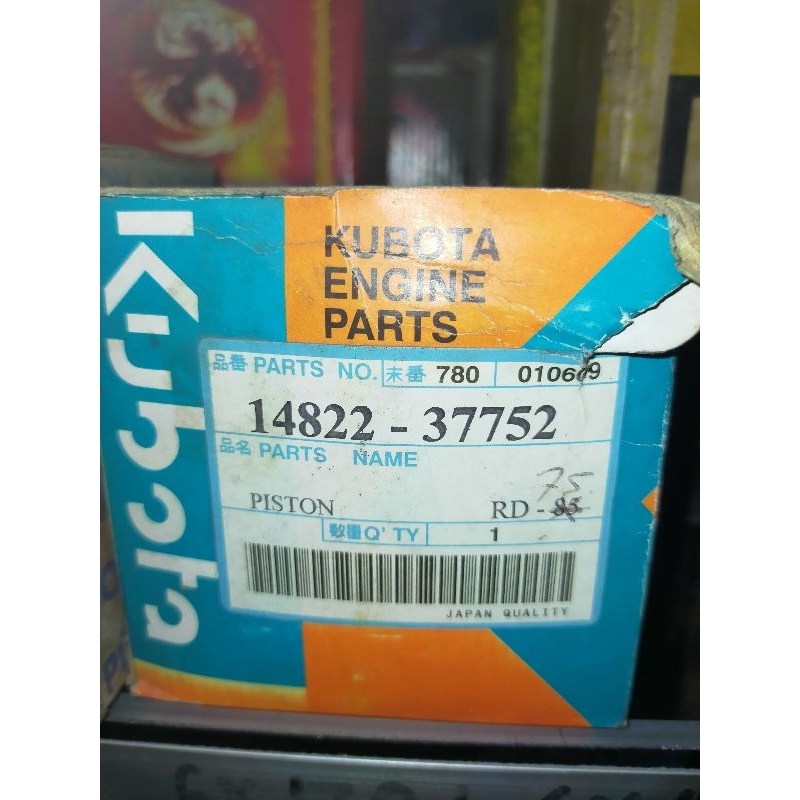 Kubota
KUBOTA
ENGINE
PARTS
品番 PARTS NO. 末番 780 010669
14822 - 37752
品名 PARTS NAME
75
PISTON RD - 85
数量 Q'TY 1
JAPAN QUALITY